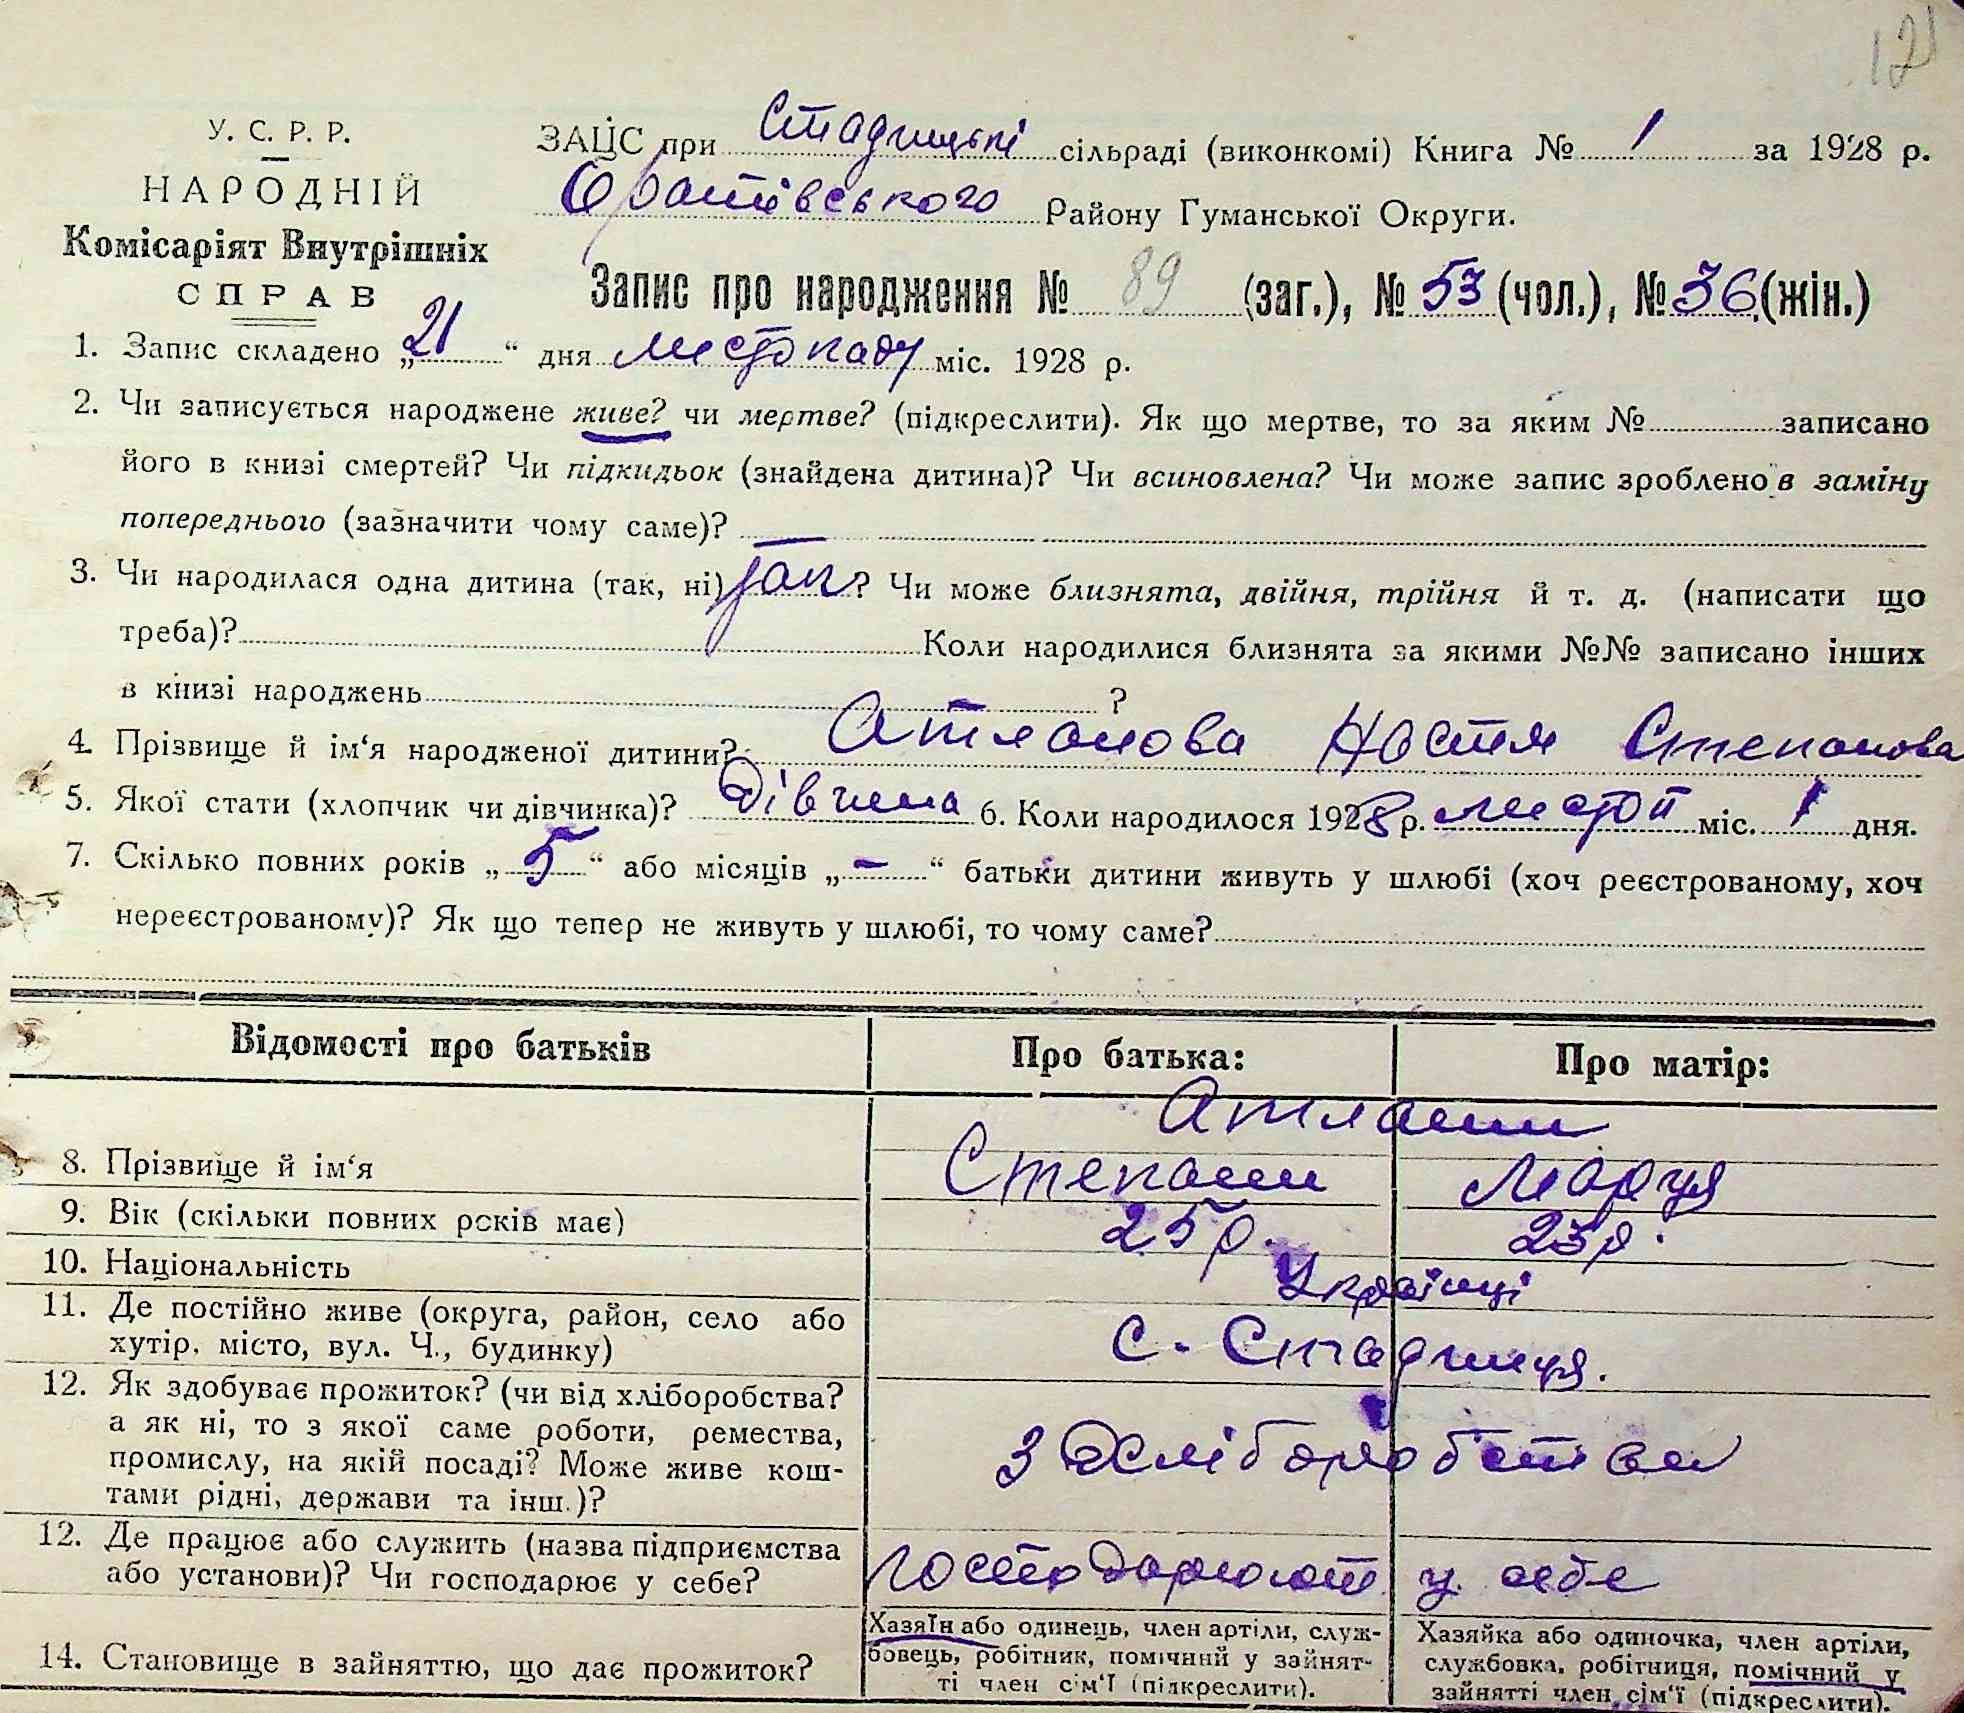 121
У. С. Р. Р.
НАРОДНІЙ
Комісаріят Внутрішніх
СПРАВ
ЗАЦС при Стадницькі сільраді (виконкомі) Книга № 1 за 1928 р.
Оратівського Району Гуманської Округи.
Запис про народження № 89 (заг.), № 53 (чол.), № 36 (жін.)
1. Запис складено „21“ дня листопаду міс. 1928 р.
2. Чи записується народжене живе? чи мертве? (підкреслити). Як що мертве, то за яким № записано
його в книзі смертей? Чи підкидьок (знайдена дитина)? Чи всиновлена? Чи може запис зроблено в заміну
попереднього (зазначити чому саме)? —
3. Чи народилася одна дитина (так, ні) так? Чи може близнята, двійня, трійня й т. д. (написати що
треба)? Коли народилися близнята за якими №№ записано інших
в книзі народжень ?
4. Прізвище й ім‘я народженої дитини? Атманова Настя Степанова
5. Якої стати (хлопчик чи дівчинка)? Дівчина 6. Коли народилося 1928 р. листоп міс. 1 дня.
7. Скілько повних років „5“ або місяців „—“ батьки дитини живуть у шлюбі (хоч реєстрованому, хоч
нереєстрованому)? Як що тепер не живуть у шлюбі, то чому саме?
Відомості про батьків Про батька: Про матір:
8. Прізвище й ім‘я Степан Маруся
9. Вік (скільки повних років має) 25 р. 23 р.
10. Національність Українці
11. Де постійно живе (округа, район, село або
хутір, місто, вул. Ч., будинку) с. Стадниця.
12. Як здобуває прожиток? (чи від хліборобства?
а як ні, то з якої саме роботи, ремества,
промислу, на якій посаді? Може живе кош-
тами рідні, держави та інш.)? З хліборобства
12. Де працює або служить (назва підприємства
або установи)? Чи господарює у себе? господарюют у себе
14. Становище в зайняттю, що дає прожиток?
Хазяїн або одинець, член артіли, служ-
бовець, робітник, помічний у зайнят-
ті член сім‘ї (підкреслити).
Хазяйка або одиночка, член артіли,
службовка, робітниця, помічний у
зайнятті член сім‘ї (підкреслити).